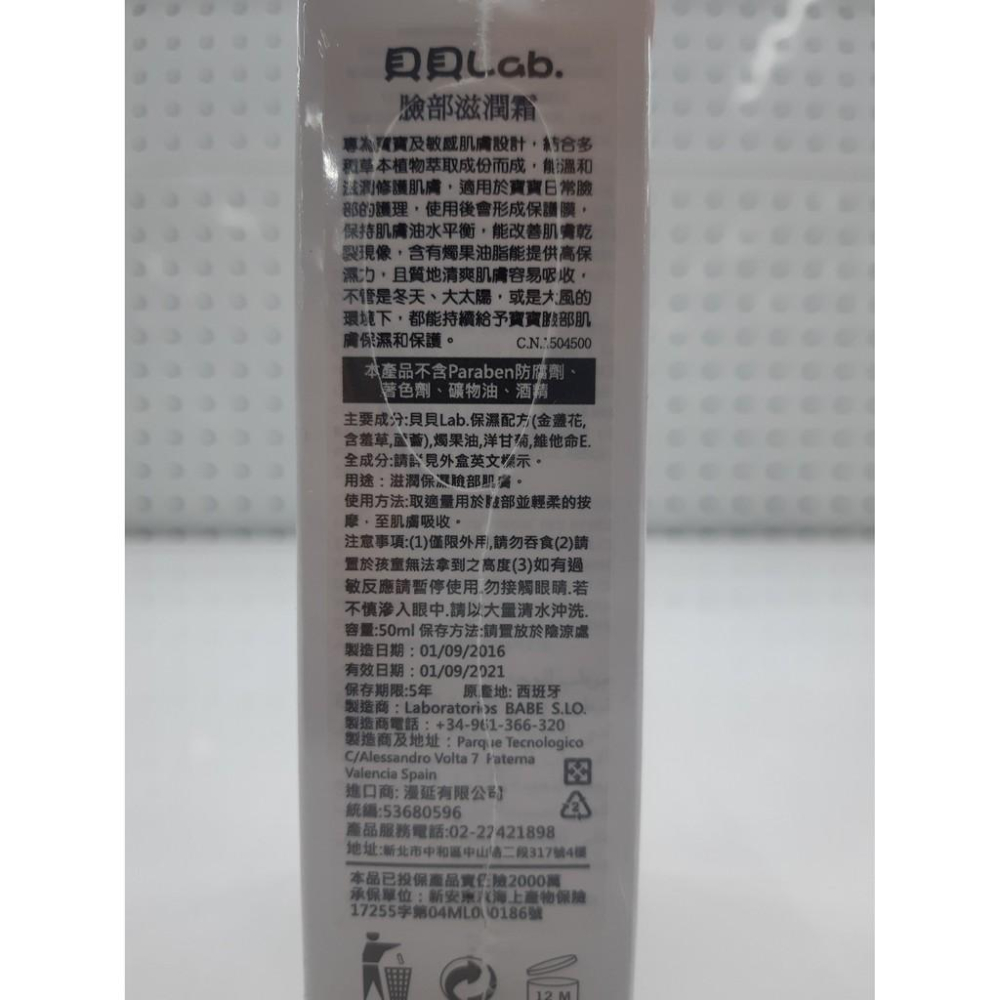 貝貝Lab.
臉部滋潤霜
專為寶寶及敏感肌膚設計，結合多
種草本植物萃取成份而成，能溫和
滋潤修護肌膚，適用於寶寶日常臉
部的護理，使用後會形成保護膜，
保持肌膚油水平衡，能改善肌膚乾
裂現像，含有燭果油脂能提供高保
濕力，且質地清爽肌膚容易吸收，
不管是冬天、大太陽，或是大風的
環境下，都能持續給予寶寶臉部肌
膚保濕和保護。
C.N.1504500
本產品不含Paraben防腐劑、
著色劑、礦物油、酒精
主要成分:貝貝Lab.保濕配方(金盞花,
含羞草,蘆薈),燭果油,洋甘菊,維他命E.
全成分:請詳見外盒英文標示。
用途：滋潤保濕臉部肌膚。
使用方法:取適量用於臉部並輕柔的按
摩，至肌膚吸收。
注意事項:(1)僅限外用,請勿吞食(2)請
置於孩童無法拿到之高度(3)如有過
敏反應請暫停使用.勿接觸眼睛.若
不慎滲入眼中.請以大量清水沖洗.
容量:50ml 保存方法:請置放於陰涼處
製造日期：01/09/2016
有效日期：01/09/2021
保存期限:5年 原產地: 西班牙
製造商：Laboratorios BABE S.LO.
製造商電話：+34-961-366-320
製造商及地址：Parque Tecnologico
C/Alessandro Volta 7 Paterna
Valencia Spain
進口商: 漫延有限公司
統編:53680596
產品服務電話:02-22421898
地址:新北市中和區中山路二段317號4樓
本品已投保產品責任險2000萬
承保單位：新安東京海上產物保險
17255字第04ML000186號
2
12 M